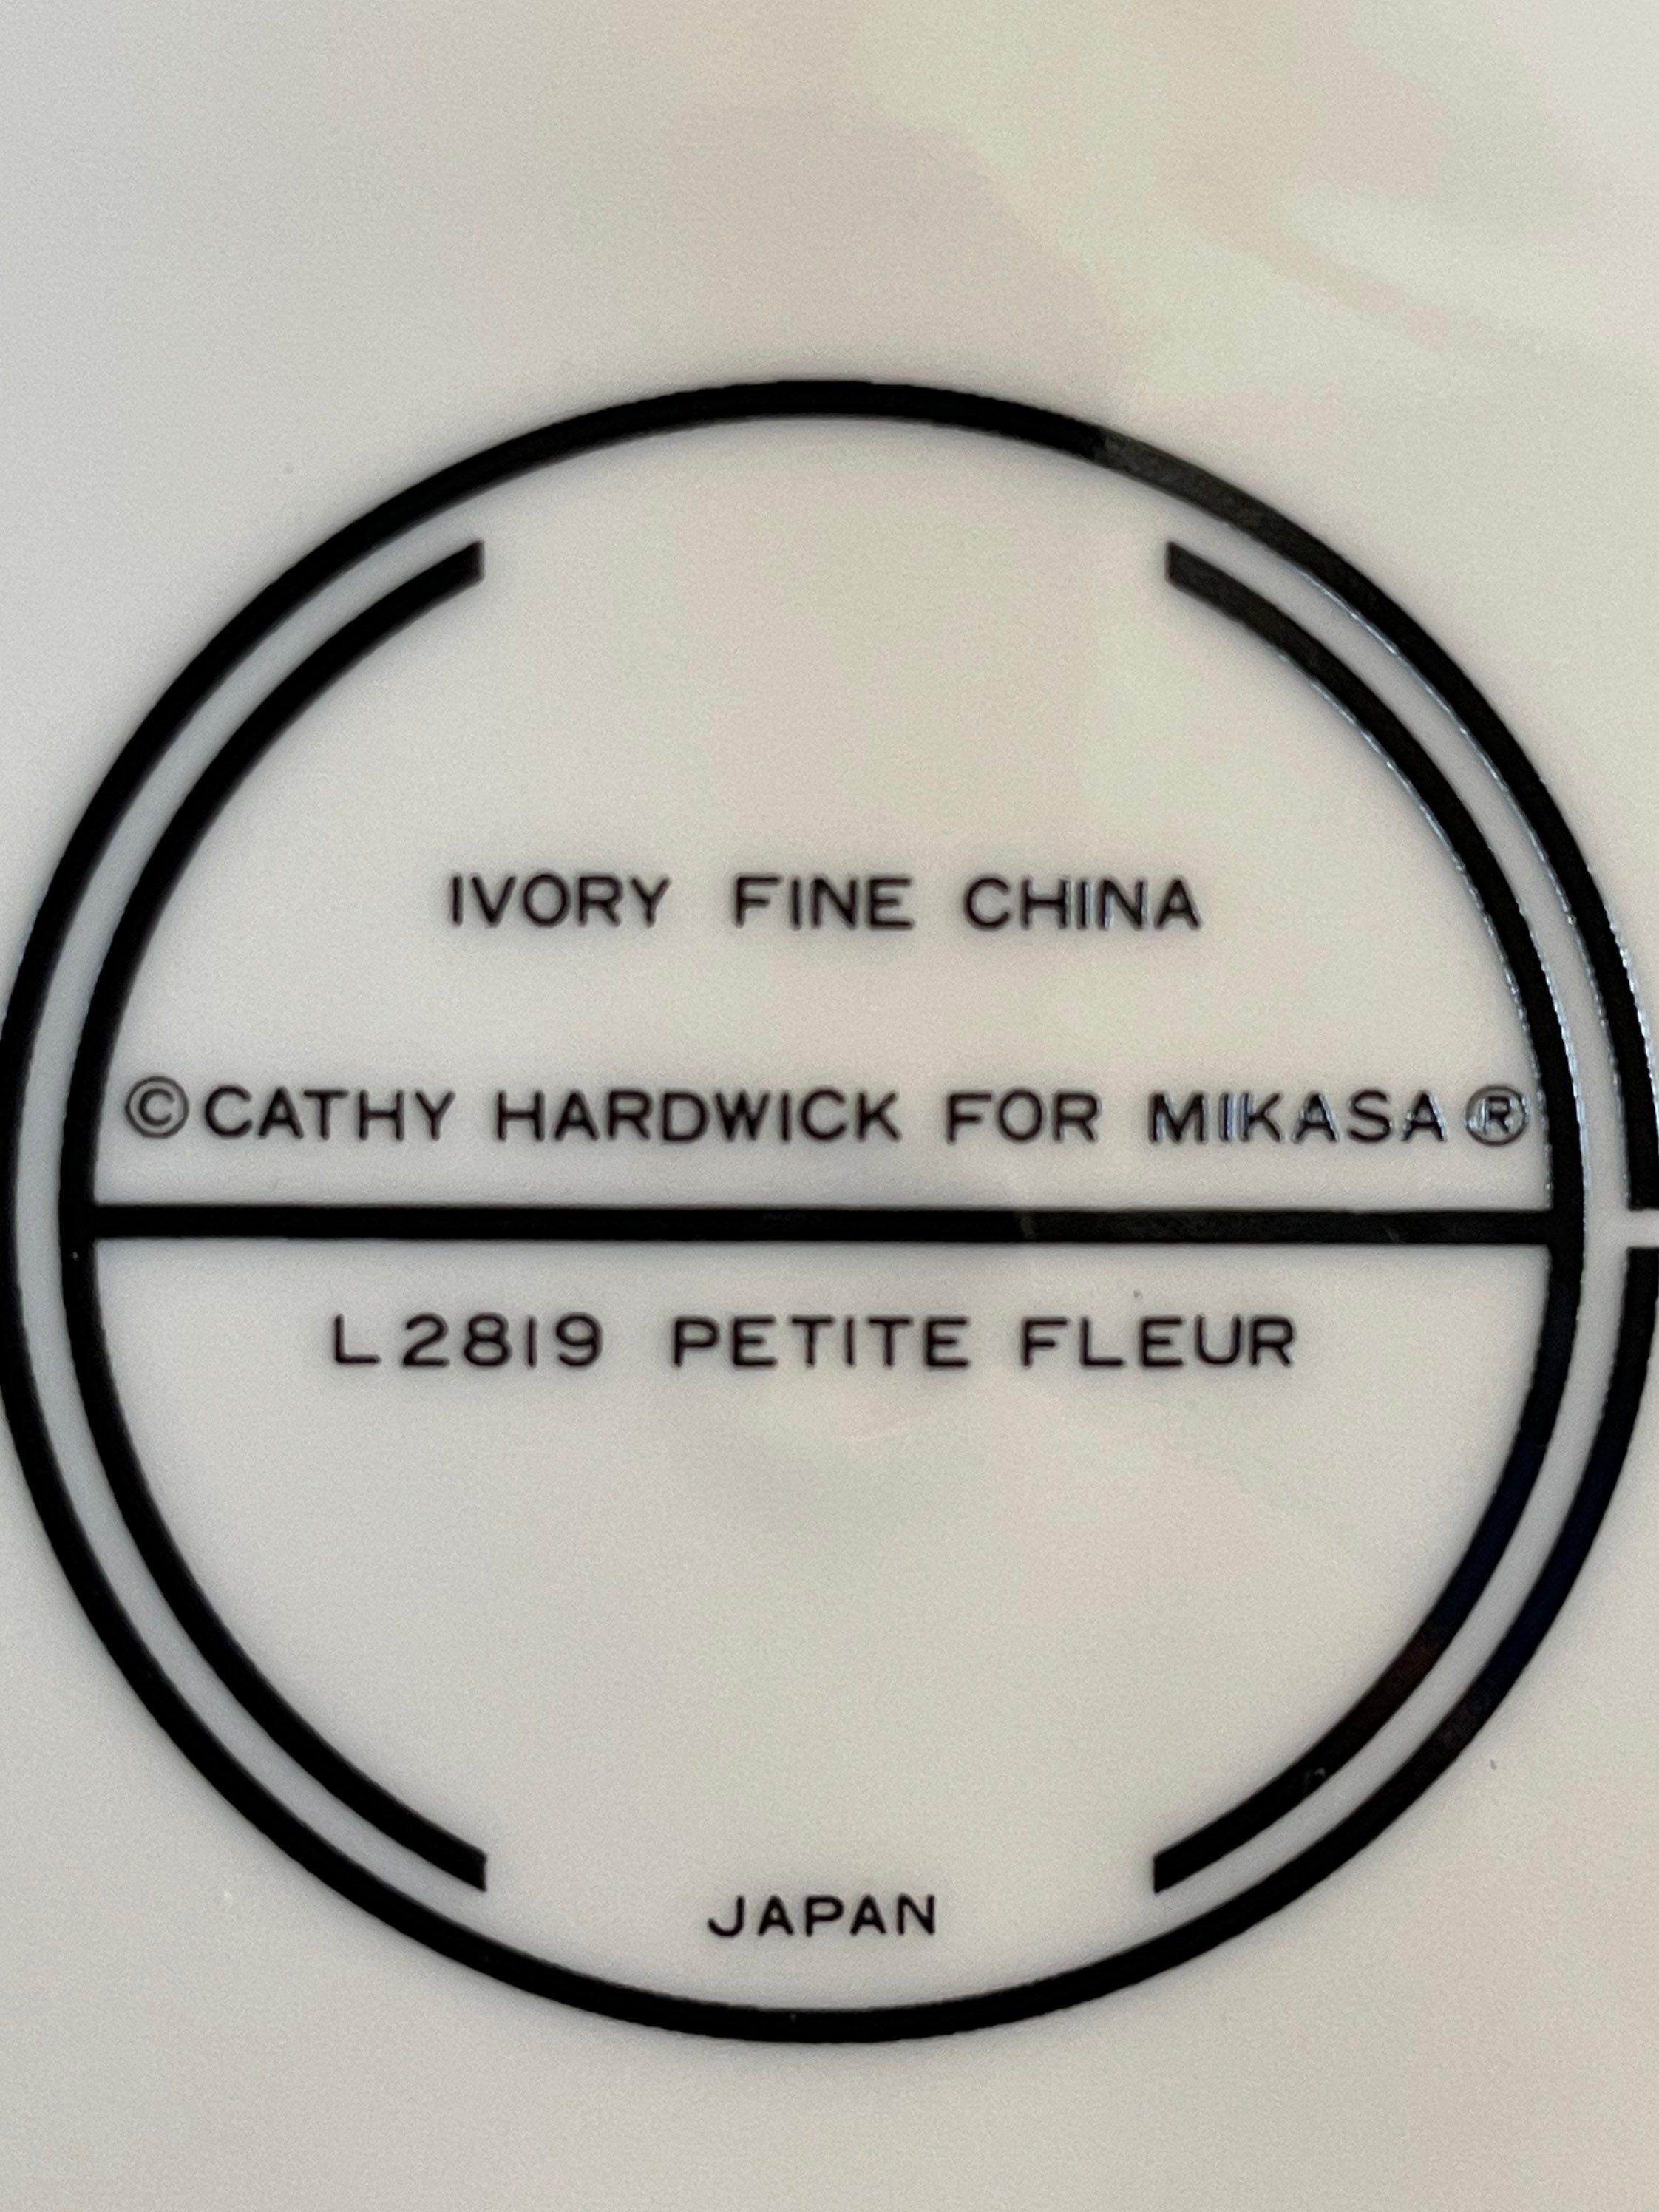 IVORY FINE CHINA
©CATHY HARDWICK FOR MIKASA®
L2819 PETITE FLEUR
JAPAN